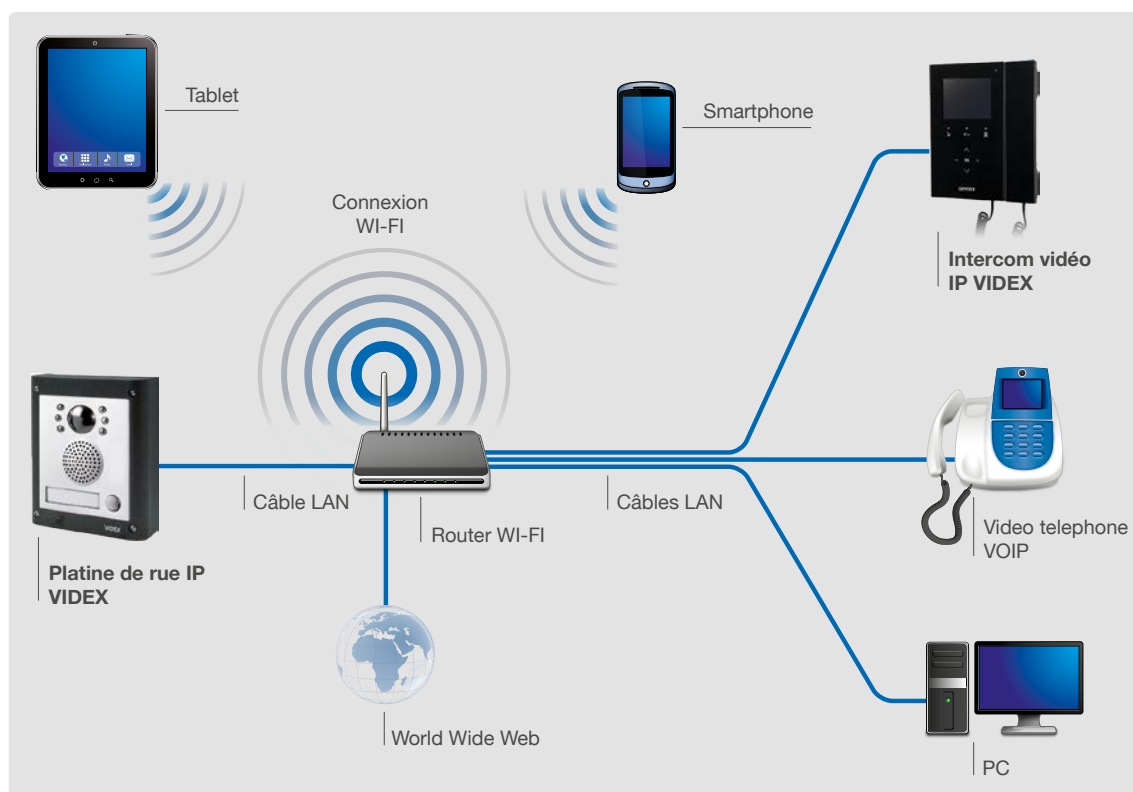 Tablet
Smartphone
Connexion
WI-FI
Intercom vidéo
IP VIDEX
Câble LAN
Câbles LAN
Router WI-FI
Video telephone
VOIP
VIDEX
Platine de rue IP
VIDEX
World Wide Web
PC